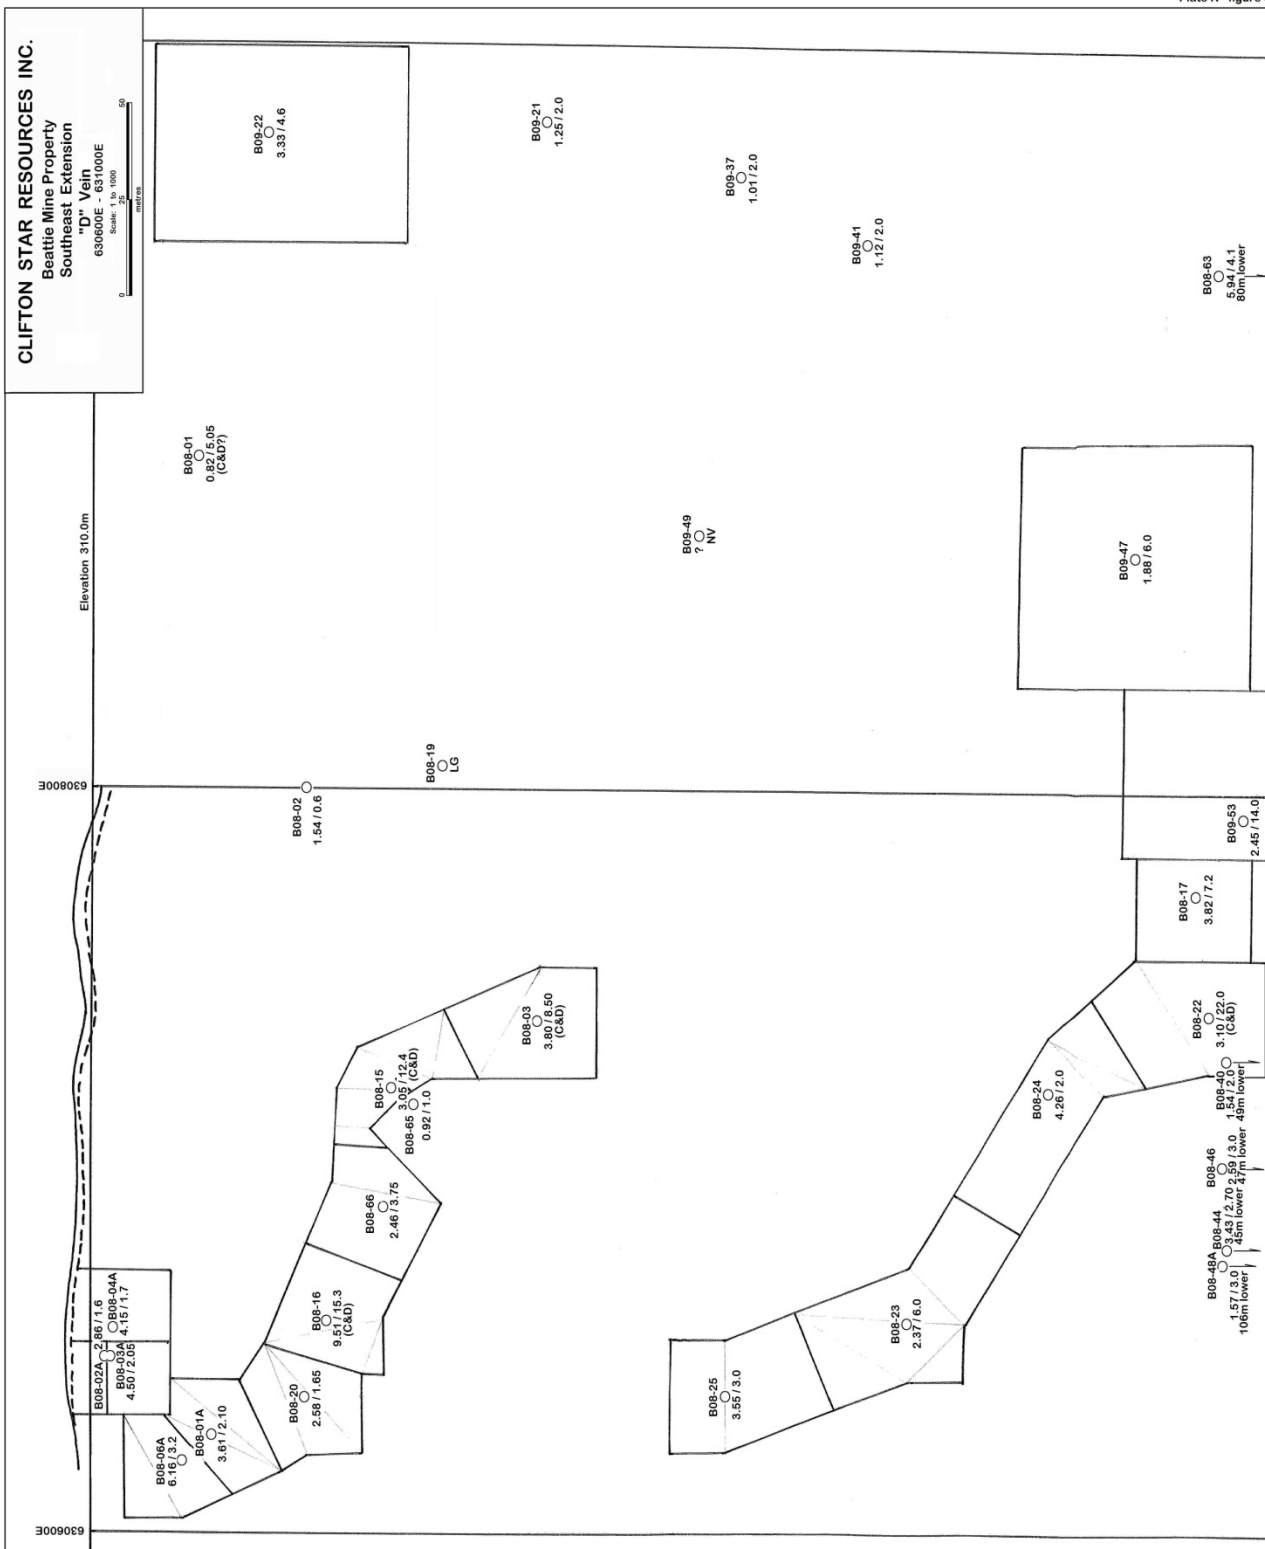 CLIFTON STAR RESOURCES INC.
Beattie Mine Property
Southeast Extension
"D" Vein
630600E - 631000E
Scale: 1 to 1000
0 25 50
metres
Elevation 310.0m
630600E
630800E
B08-06A
6.16 / 3.2
B08-01A
3.61 / 2.10
B08-02A
B08-03A
4.50 / 2.05
B08-04A
4.15 / 1.7
B08-20
2.58 / 1.65
B08-16
9.51 / 15.3
(C&D)
B08-66
2.46 / 3.75
B08-65
0.92 / 1.0
B08-15
3.05 / 12.4
(C&D)
B08-03
3.80 / 8.50
(C&D)
B08-02
1.54 / 0.6
B08-19
LG
B08-01
0.82 / 5.05
(C&D?)
B09-22
3.33 / 4.6
B09-21
1.25 / 2.0
B09-37
1.01 / 2.0
B09-41
1.12 / 2.0
B08-63
5.94 / 4.1
80m lower
B09-49
? NV
B09-47
1.88 / 6.0
B09-53
2.45 / 14.0
B08-17
3.82 / 7.2
B08-22
3.10 / 22.0
(C&D)
B08-40
1.54 / 2.0
49m lower
B08-46
2.59 / 3.0
47m lower
B08-44
3.43 / 2.70
45m lower
B08-48A
1.57 / 3.0
106m lower
B08-24
4.26 / 2.0
B08-23
2.37 / 6.0
B08-25
3.55 / 3.0